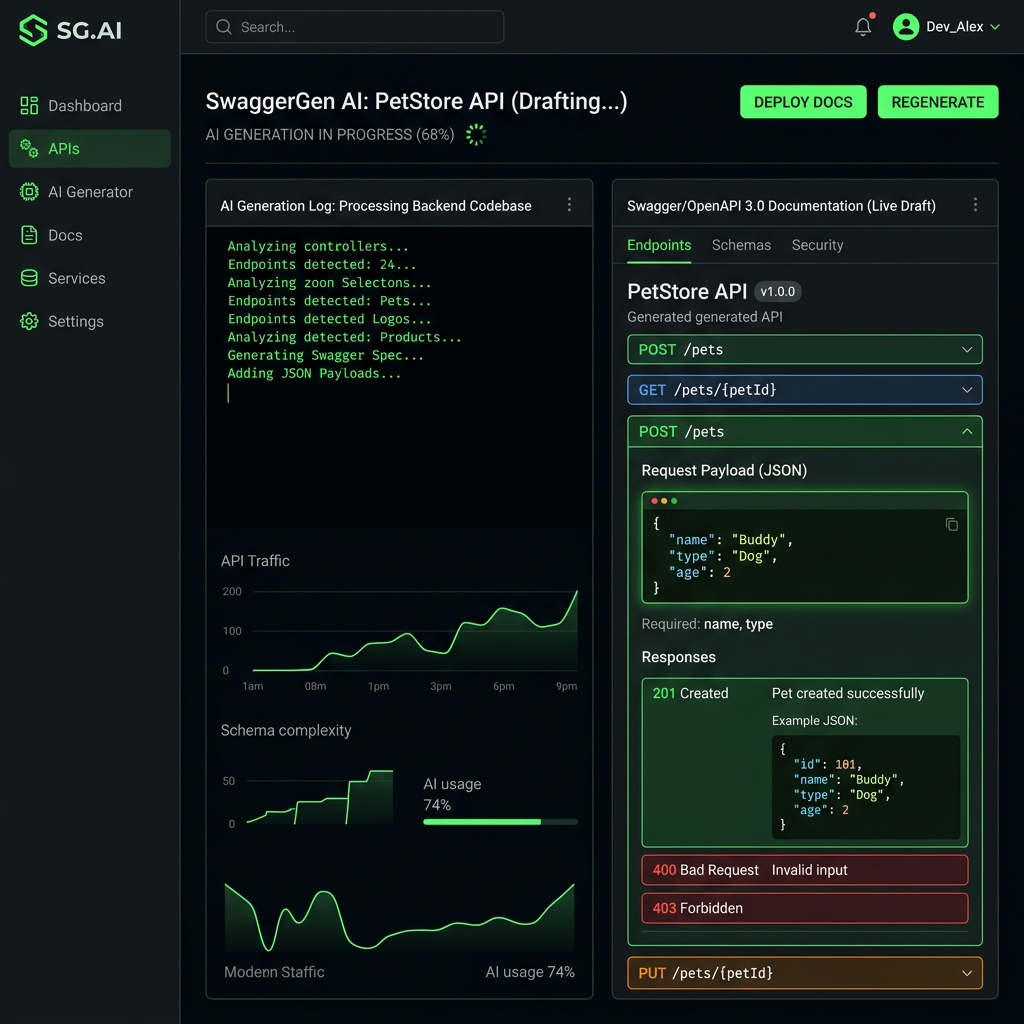 SG.AI
Search...
Dev_Alex
Dashboard
APIs
AI Generator
Docs
Services
Settings
SwaggerGen AI: PetStore API (Drafting...)
AI GENERATION IN PROGRESS (68%)
DEPLOY DOCS
REGENERATE
AI Generation Log: Processing Backend Codebase
Analyzing controllers...
Endpoints detected: 24...
Analyzing zoon Selectons...
Endpoints detected: Pets...
Endpoints detected Logos...
Analyzing detected: Products...
Generating Swagger Spec...
Adding JSON Payloads...
API Traffic
200
100
0
1am 08m 1pm 3pm 6pm 9pm
Schema complexity
50
0
AI usage
74%
Modenn Staffic
AI usage 74%
Swagger/OpenAPI 3.0 Documentation (Live Draft)
Endpoints Schemas Security
PetStore API v1.0.0
Generated generated API
POST /pets
GET /pets/{petId}
POST /pets
Request Payload (JSON)
{
"name": "Buddy",
"type": "Dog",
"age": 2
}
Required: name, type
Responses
201 Created Pet created successfully
Example JSON:
{
"id": 101,
"name": "Buddy",
"type": "Dog",
"age": 2
}
400 Bad Request Invalid input
403 Forbidden
PUT /pets/{petId}